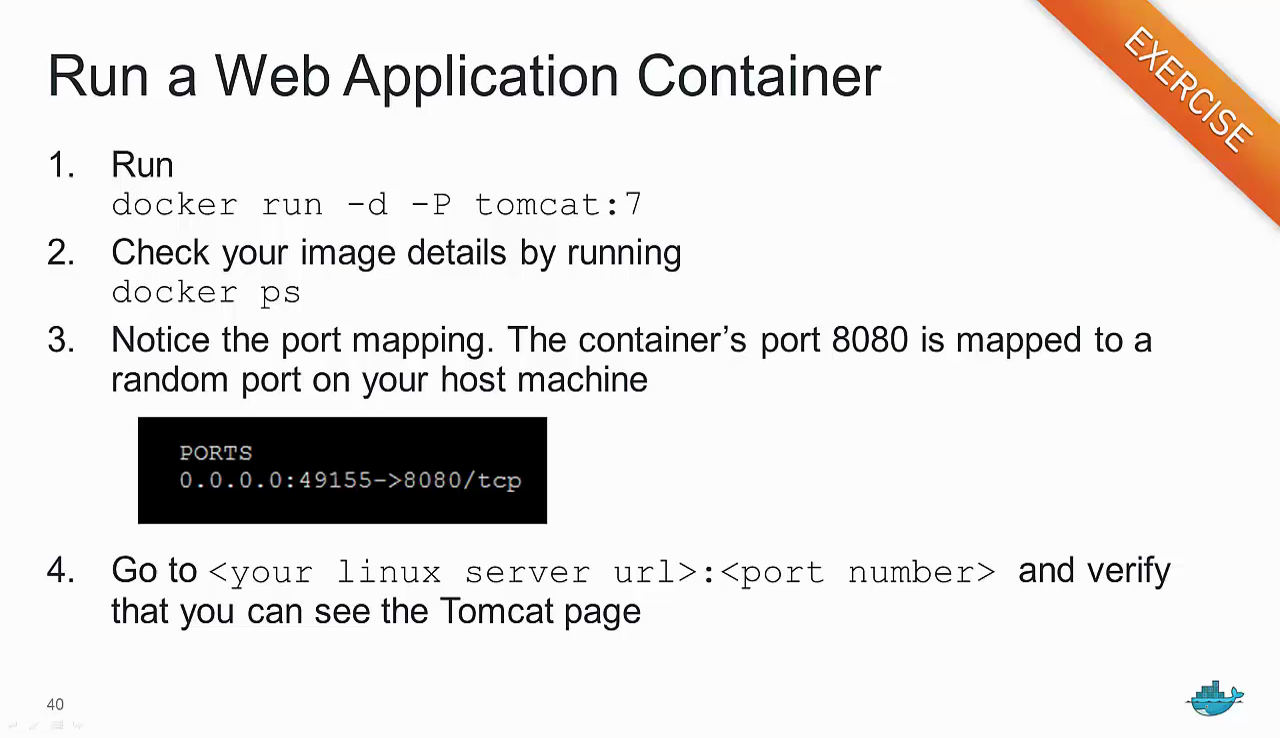 Run a Web Application Container
EXERCISE
1. Run
docker run -d -P tomcat:7
2. Check your image details by running
docker ps
3. Notice the port mapping. The container’s port 8080 is mapped to a
random port on your host machine
PORTS
0.0.0.0:49155->8080/tcp
4. Go to <your linux server url>:<port number> and verify
that you can see the Tomcat page
40